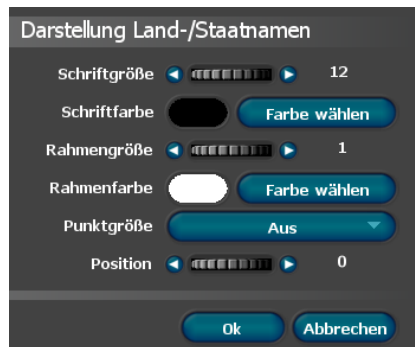 Darstellung Land-/Staatnamen
Schriftgröße 12
Schriftfarbe Farbe wählen
Rahmengröße 1
Rahmenfarbe Farbe wählen
Punktgröße Aus
Position 0
Ok Abbrechen